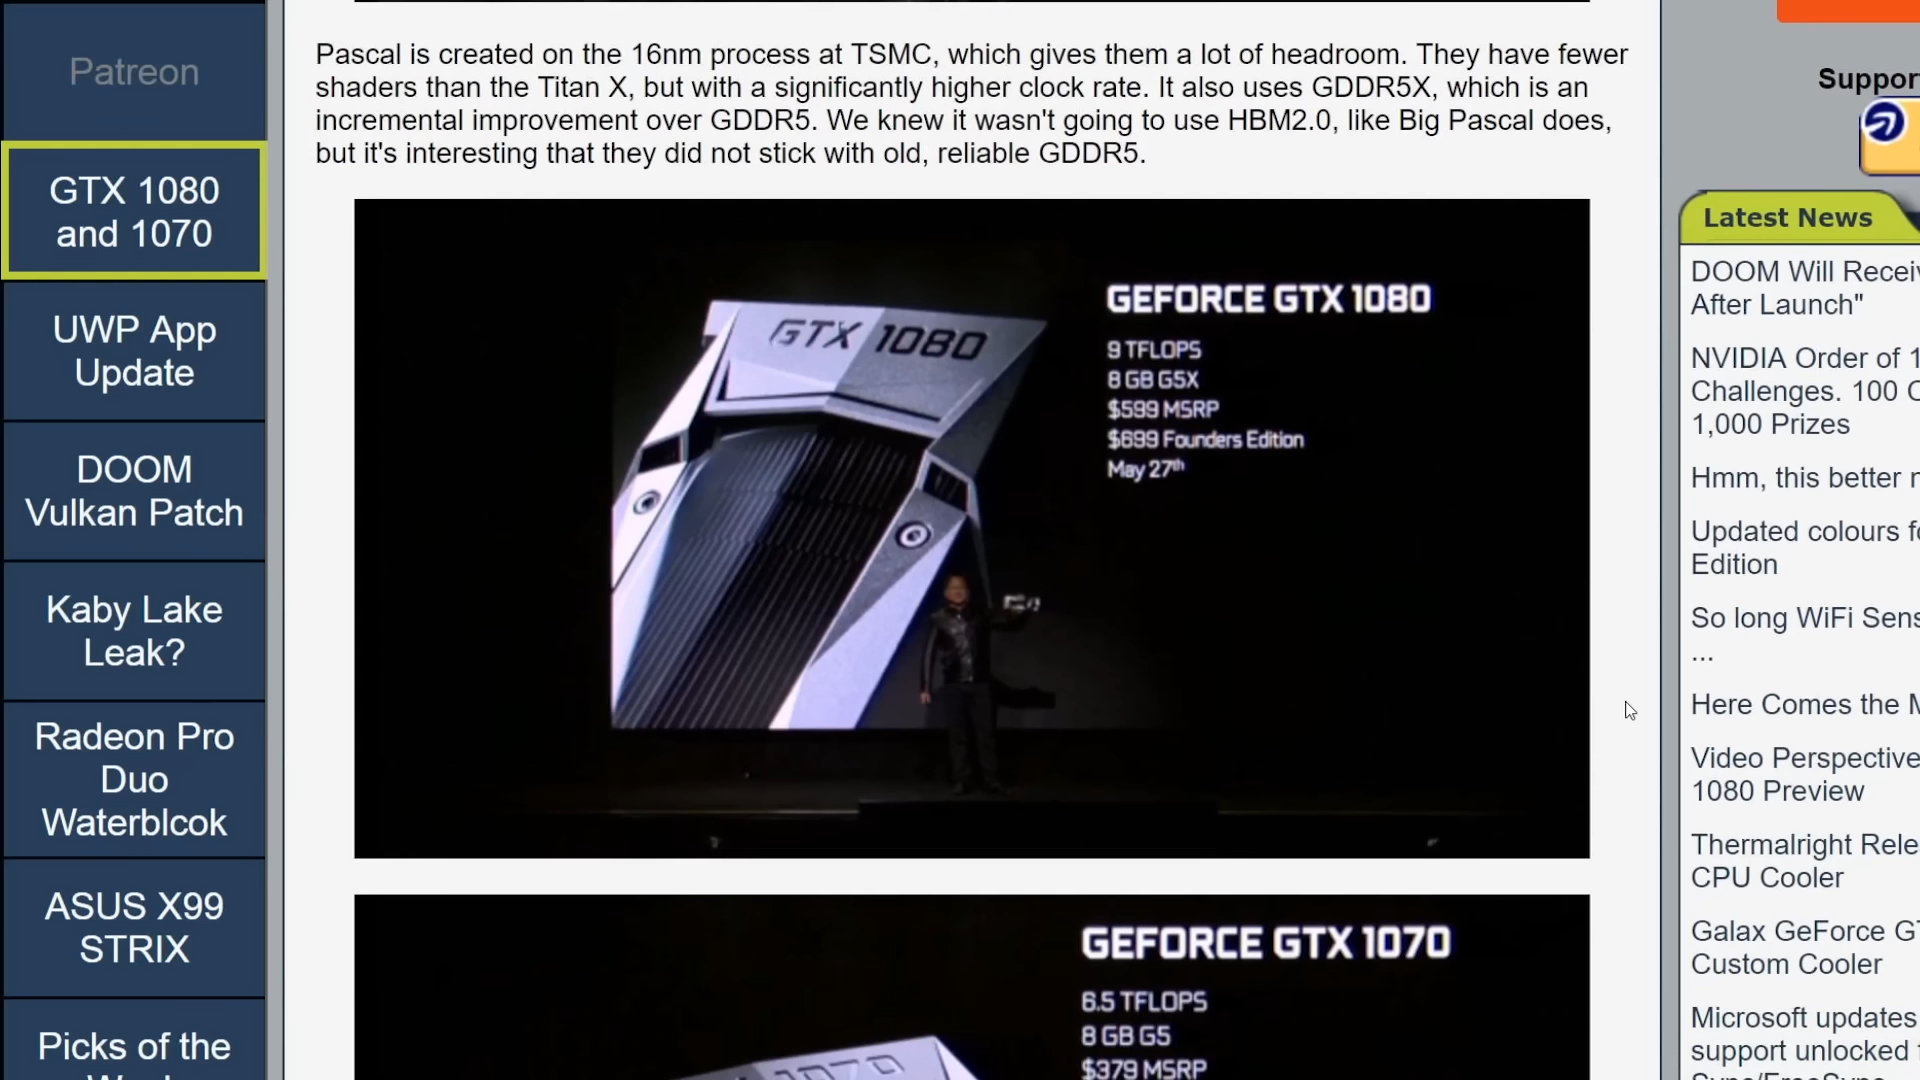 Patreon
GTX 1080
and 1070
UWP App
Update
DOOM
Vulkan Patch
Kaby Lake
Leak?
Radeon Pro
Duo
Waterblcok
ASUS X99
STRIX
Picks of the
Pascal is created on the 16nm process at TSMC, which gives them a lot of headroom. They have fewer
shaders than the Titan X, but with a significantly higher clock rate. It also uses GDDR5X, which is an
incremental improvement over GDDR5. We knew it wasn't going to use HBM2.0, like Big Pascal does,
but it's interesting that they did not stick with old, reliable GDDR5.
GTX 1080
GEFORCE GTX 1080
9 TFLOPS
8 GB G5X
$599 MSRP
$699 Founders Edition
May 27th
GEFORCE GTX 1070
6.5 TFLOPS
8 GB G5
$379 MSRP
1070
Suppor
Latest News
DOOM Will Receiv
After Launch"
NVIDIA Order of 1
Challenges. 100 C
1,000 Prizes
Hmm, this better n
Updated colours fo
Edition
So long WiFi Sens
...
Here Comes the M
Video Perspective
1080 Preview
Thermalright Rele
CPU Cooler
Galax GeForce GT
Custom Cooler
Microsoft updates
support unlocked f